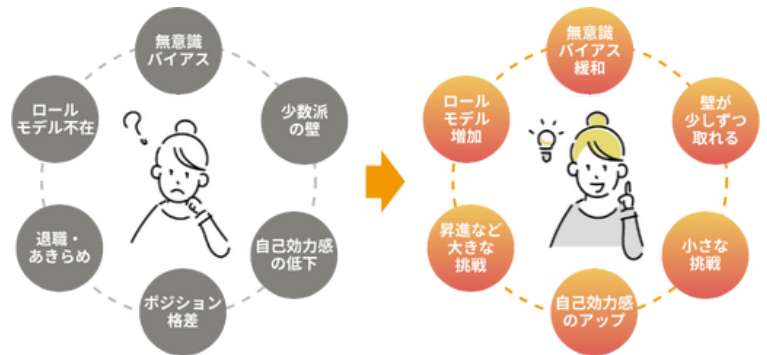 無意識
バイアス
少数派
の壁
自己効力感
の低下
ポジション
格差
退職・
あきらめ
ロール
モデル不在
?
無意識
バイアス
緩和
壁が
少しずつ
取れる
小さな
挑戦
自己効力感
のアップ
昇進など
大きな
挑戦
ロール
モデル
増加